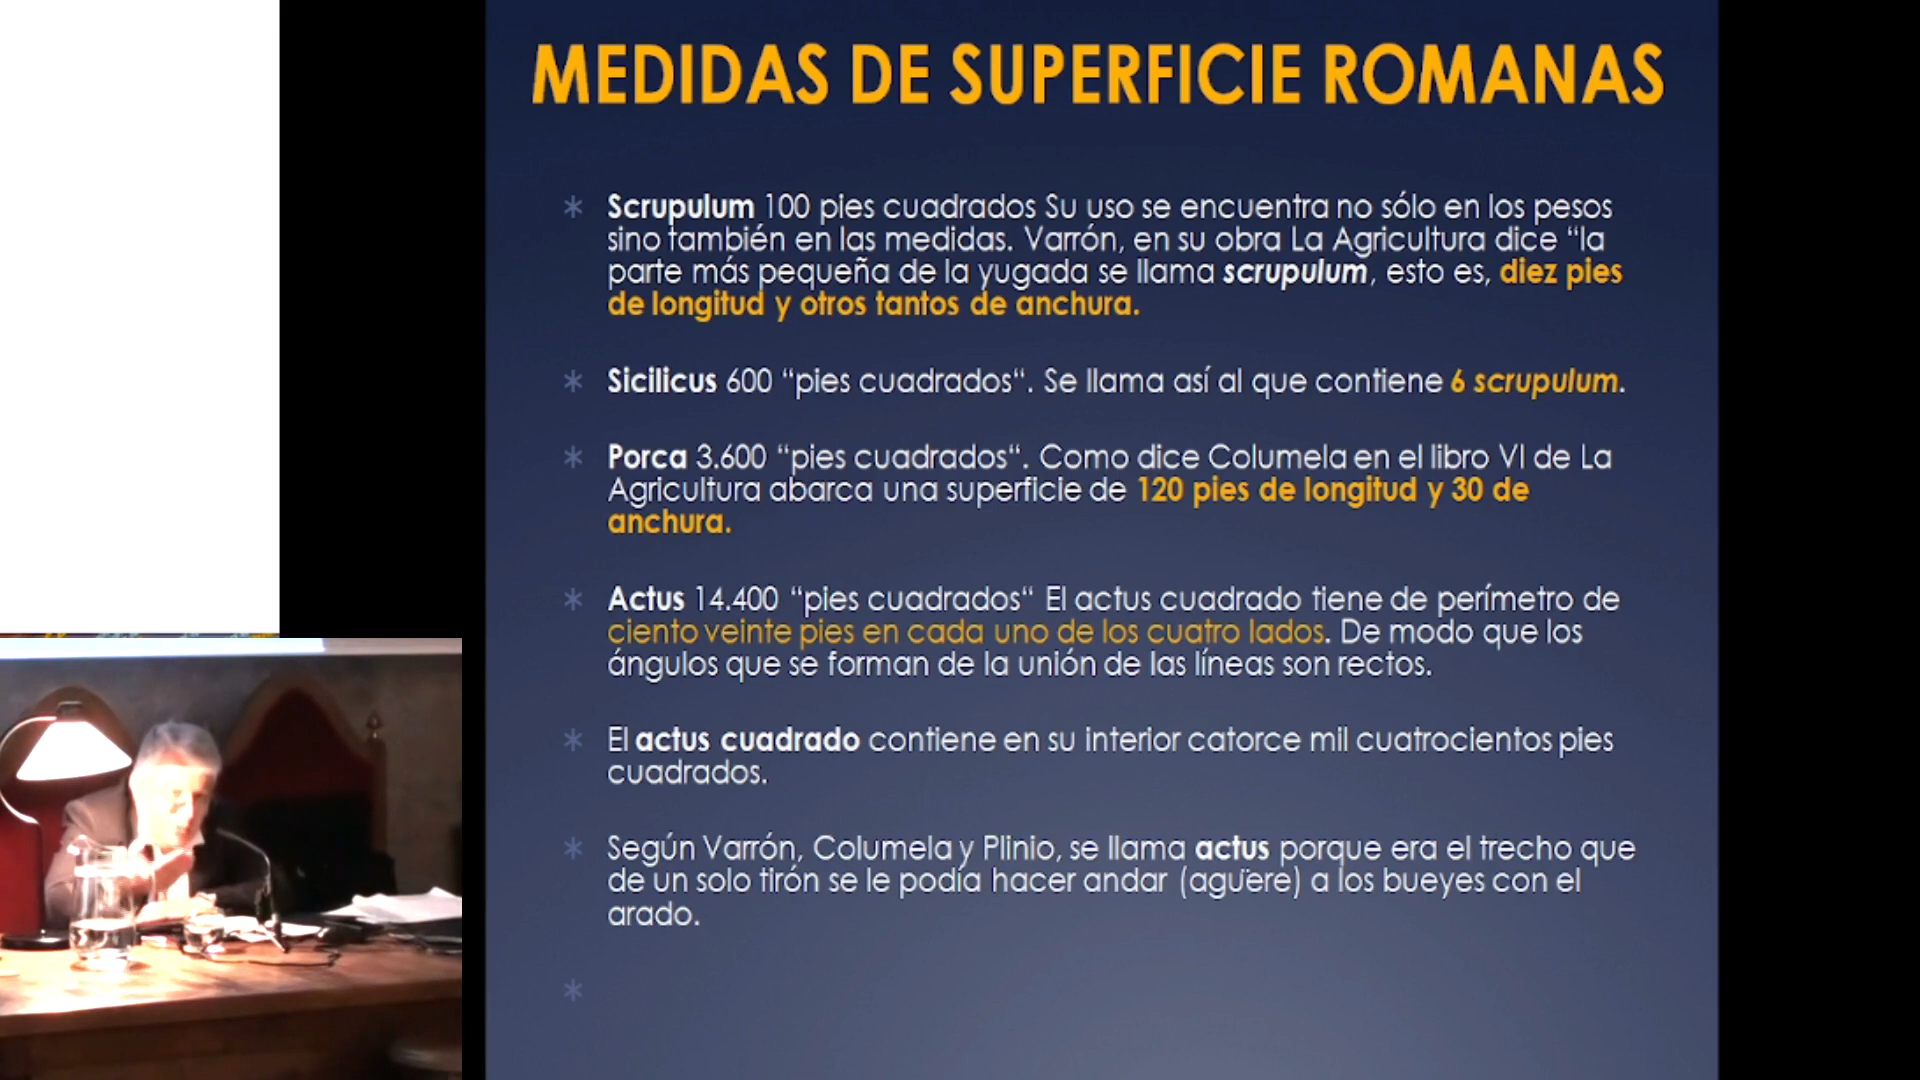 MEDIDAS DE SUPERFICIE ROMANAS
* Scrupulum 100 pies cuadrados Su uso se encuentra no sólo en los pesos
sino también en las medidas. Varrón, en su obra La Agricultura dice “la
parte más pequeña de la yugada se llama scrupulum, esto es, diez pies
de longitud y otros tantos de anchura.
* Sicilicus 600 “pies cuadrados“. Se llama así al que contiene 6 scrupulum.
* Porca 3.600 “pies cuadrados“. Como dice Columela en el libro VI de La
Agricultura abarca una superficie de 120 pies de longitud y 30 de
anchura.
* Actus 14.400 “pies cuadrados“ El actus cuadrado tiene de perímetro de
ciento veinte pies en cada uno de los cuatro lados. De modo que los
ángulos que se forman de la unión de las líneas son rectos.
* El actus cuadrado contiene en su interior catorce mil cuatrocientos pies
cuadrados.
* Según Varrón, Columela y Plinio, se llama actus porque era el trecho que
de un solo tirón se le podía hacer andar (agüere) a los bueyes con el
arado.
*